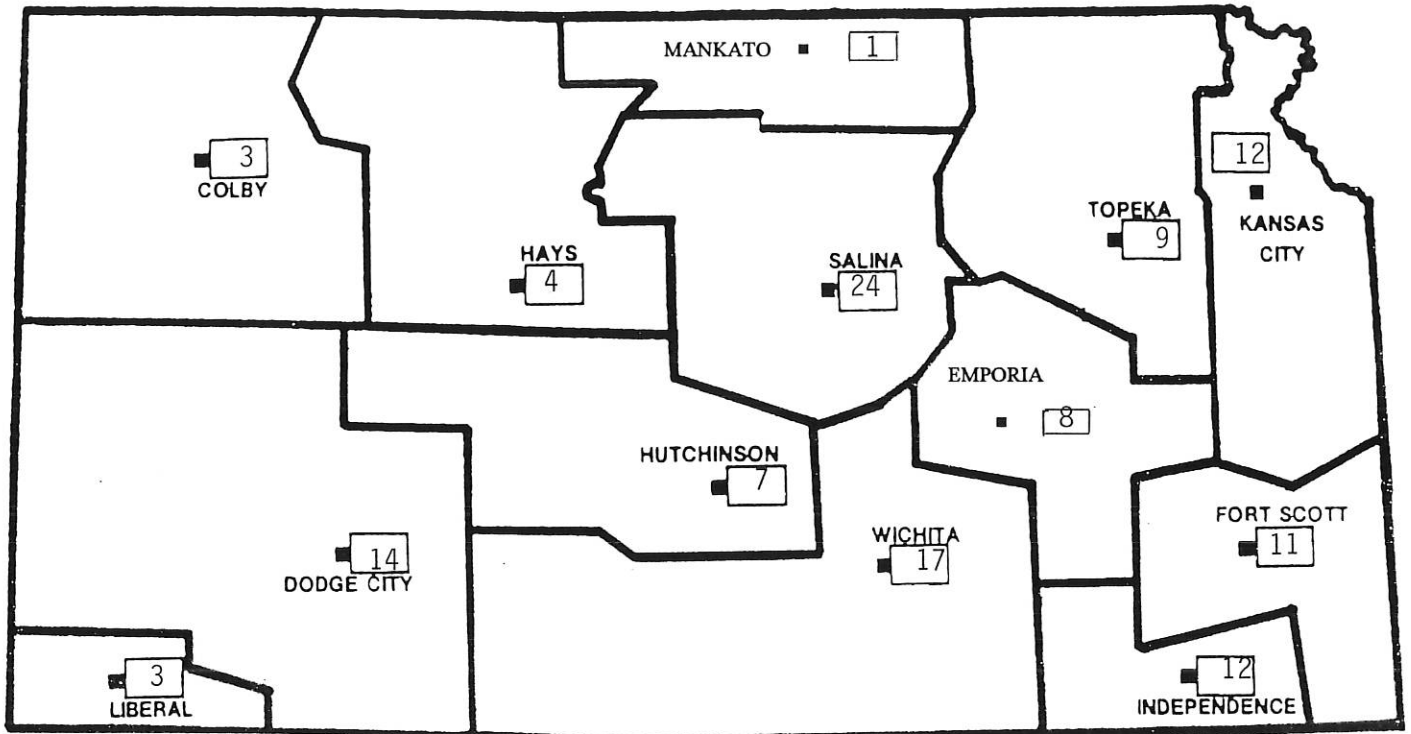 MANKATO 1
3
COLBY
12
KANSAS
CITY
TOPEKA
9
HAYS
4
SALINA
24
EMPORIA
8
HUTCHINSON
7
FORT SCOTT
11
WICHITA
17
14
DODGE CITY
3
LIBERAL
12
INDEPENDENCE